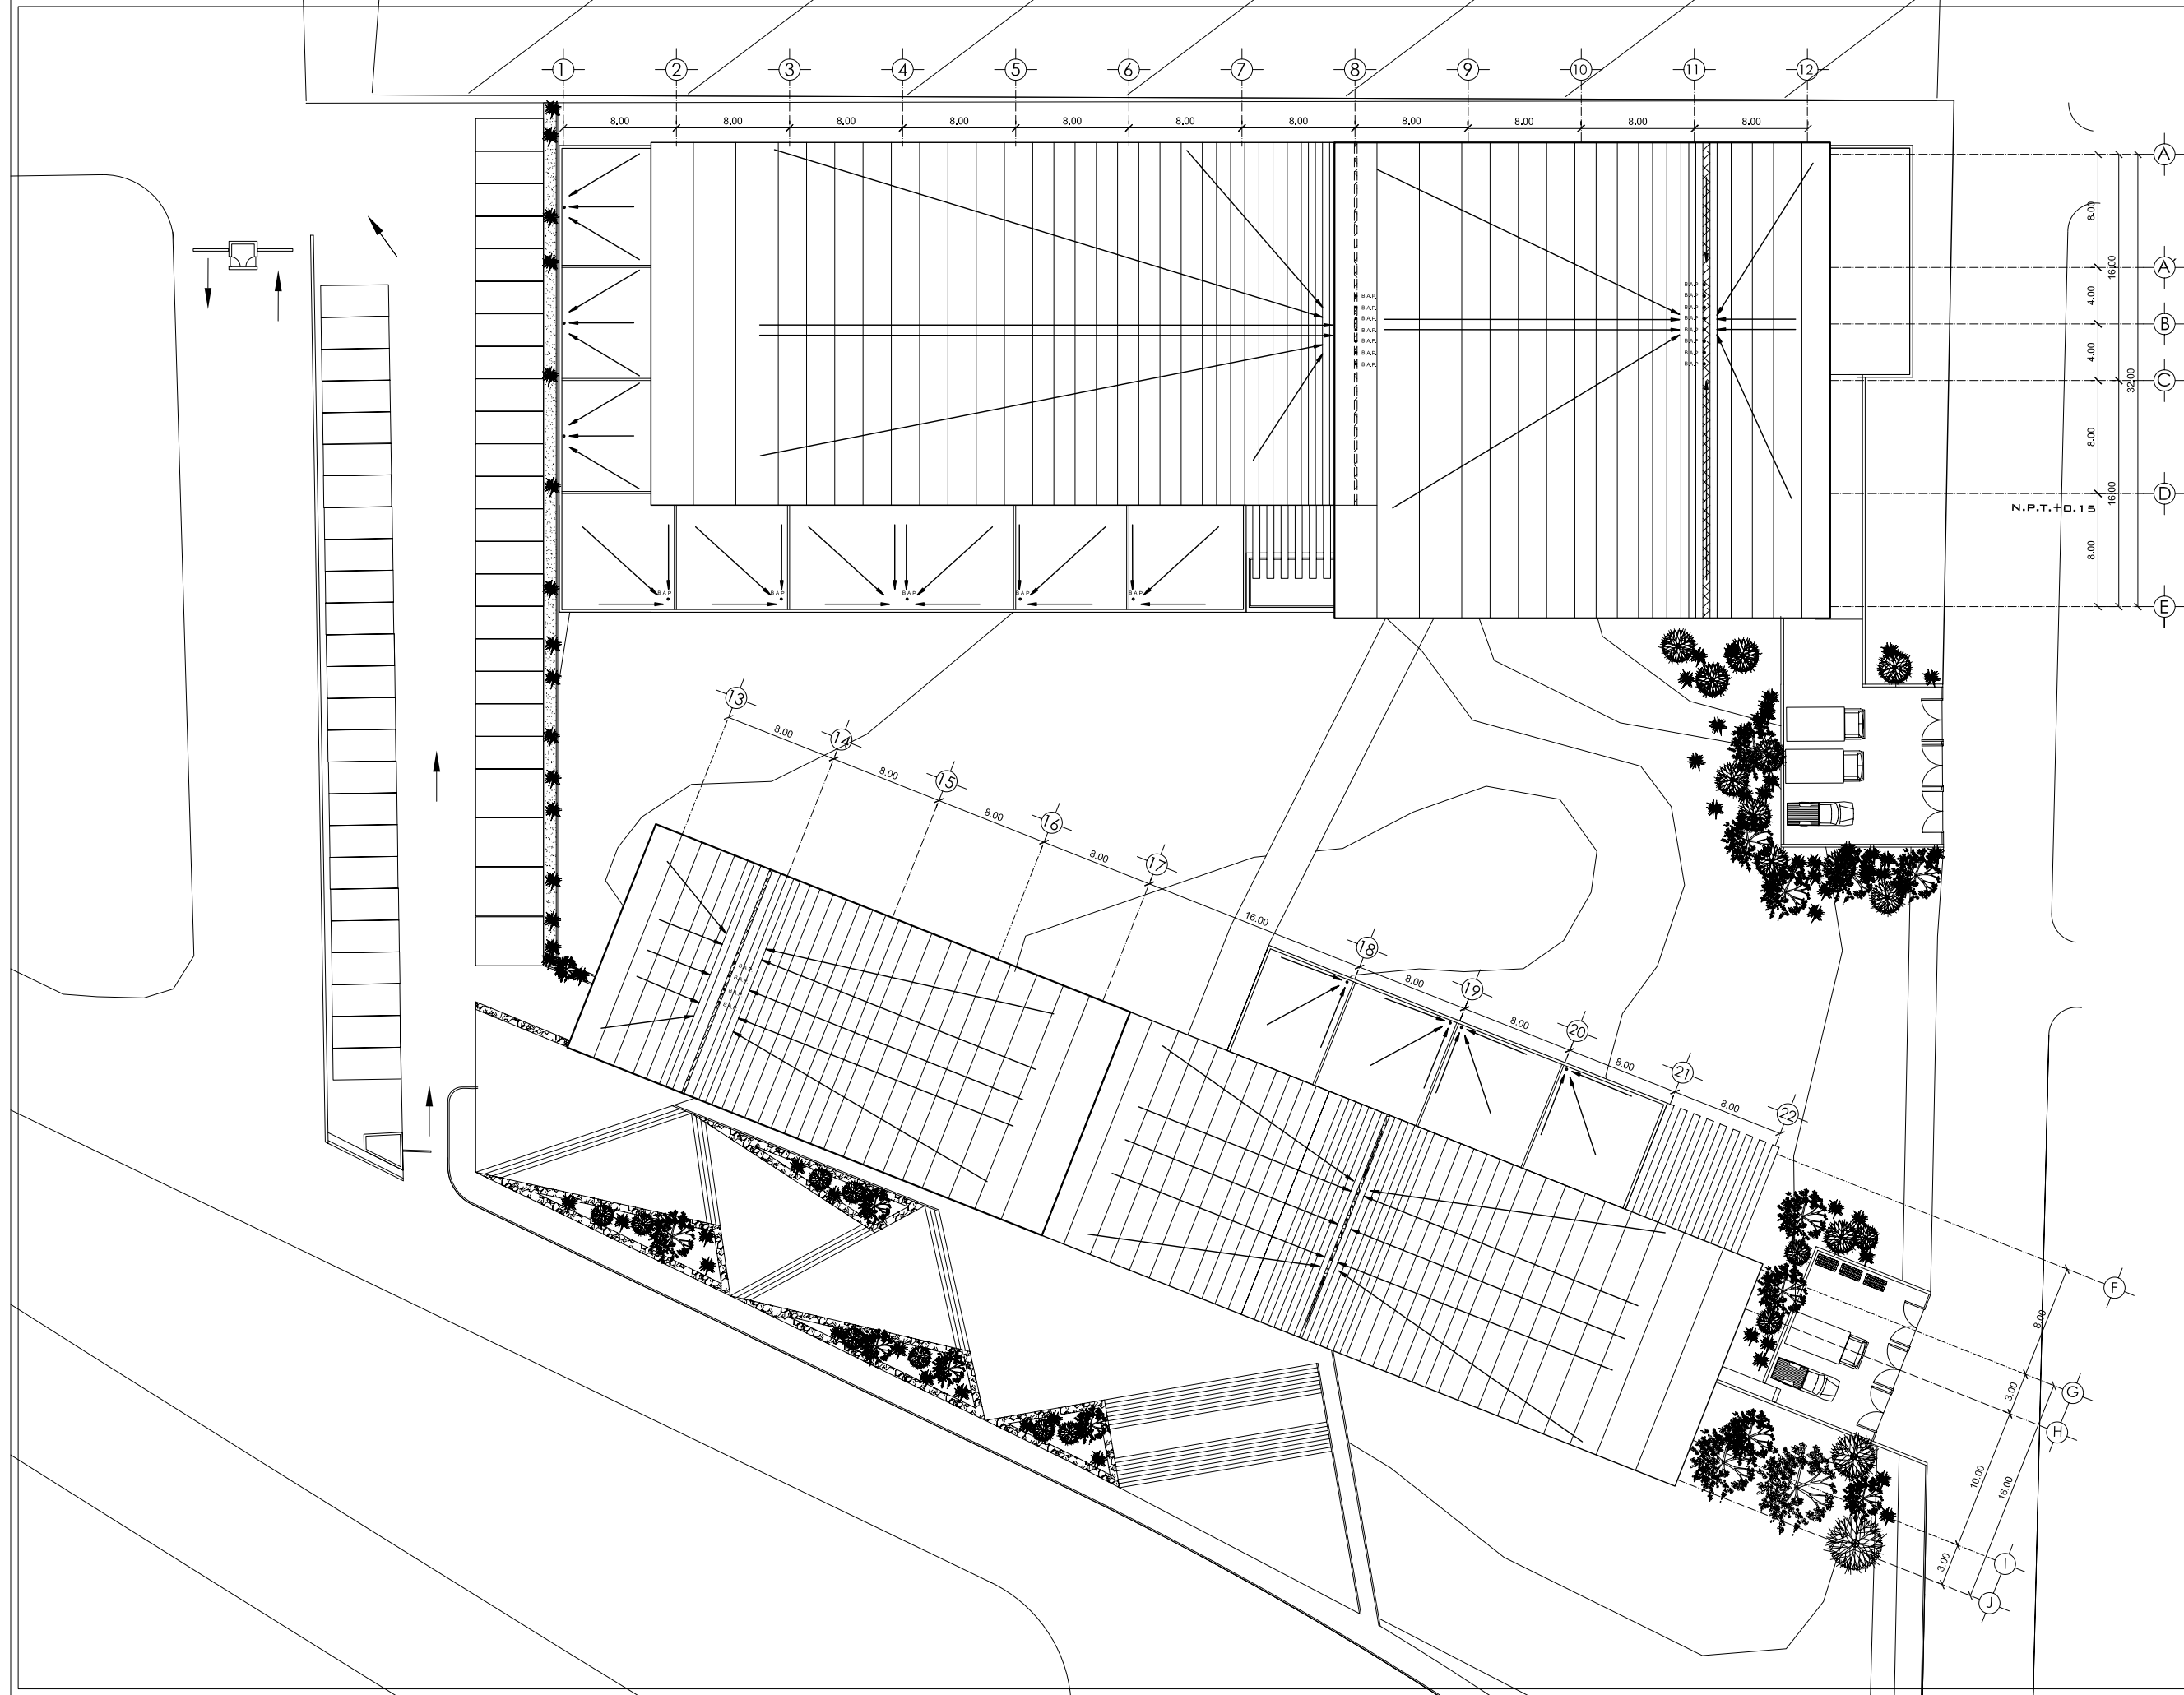 1 2 3 4 5 6 7 8 9 10 11 12
8.00 8.00 8.00 8.00 8.00 8.00 8.00 8.00 8.00 8.00 8.00
A
8.00
16.00
A'
B.A.P. B.A.P.
B.A.P. B.A.P.
4.00
B.A.P. B.A.P.
B.A.P. B.A.P.
B
B.A.P. B.A.P.
B.A.P. B.A.P.
4.00
B.A.P. B.A.P.
B.A.P. B.A.P.
C
32.00
8.00
D
16.00
N.P.T.+0.15
8.00
B.A.P. B.A.P. B.A.P. B.A.P. B.A.P.
E
13
8.00
14
8.00
15
8.00
16
8.00
17
16.00
18
8.00
19
8.00
20
8.00
21
8.00
22
B.A.P.
B.A.P.
B.A.P.
B.A.P.
F
8.00
G
3.00
H
10.00
16.00
I
3.00
J